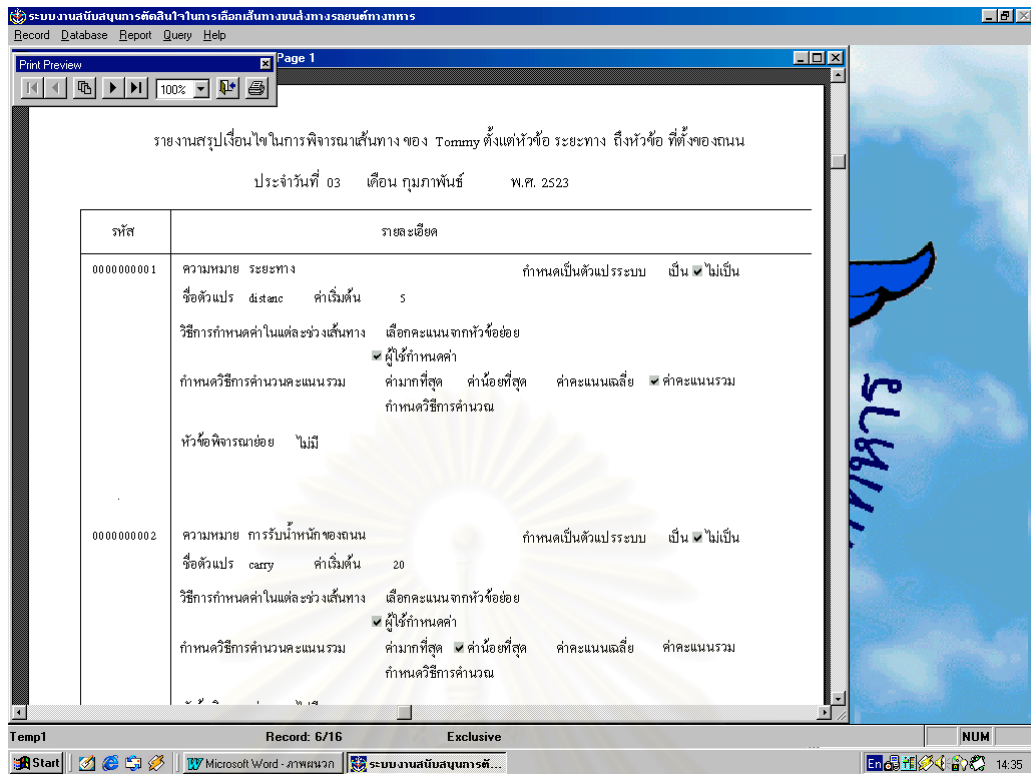 ระบบงานสนับสนุนการตัดสินใจในการเลือกเส้นทางขนส่งทางรถยนต์ทางทหาร
Record Database Report Query Help
Print Preview
Page 1
100%
รายงานสรุปเงื่อนไขในการพิจารณาเส้นทาง ของ Tommy ตั้งแต่หัวข้อ ระยะทาง ถึงหัวข้อ ที่ตั้งของถนน
ประจำวันที่ 03 เดือน กุมภาพันธ์ พ.ศ. 2523
รหัส รายละเอียด
0000000001 ความหมาย ระยะทาง กำหนดเป็นตัวแปรระบบ เป็น ไม่เป็น
ชื่อตัวแปร distanc ค่าเริ่มต้น 5
วิธีการกำหนดค่าในแต่ละช่วงเส้นทาง เลือกคะแนนจากหัวข้อย่อย
ผู้ใช้กำหนดค่า
กำหนดวิธีการคำนวนคะแนนรวม ค่ามากที่สุด ค่าน้อยที่สุด ค่าคะแนนเฉลี่ย ค่าคะแนนรวม
กำหนดวิธีการคำนวณ
หัวข้อพิจารณาย่อย ไม่มี
0000000002 ความหมาย การรับน้ำหนักของถนน กำหนดเป็นตัวแปรระบบ เป็น ไม่เป็น
ชื่อตัวแปร carry ค่าเริ่มต้น 20
วิธีการกำหนดค่าในแต่ละช่วงเส้นทาง เลือกคะแนนจากหัวข้อย่อย
ผู้ใช้กำหนดค่า
กำหนดวิธีการคำนวนคะแนนรวม ค่ามากที่สุด ค่าน้อยที่สุด ค่าคะแนนเฉลี่ย ค่าคะแนนรวม
กำหนดวิธีการคำนวณ
Temp1 Record: 6/16 Exclusive NUM
Start Microsoft Word - ภาพผนวก ระบบงานสนับสนุนการตั... En 14:35